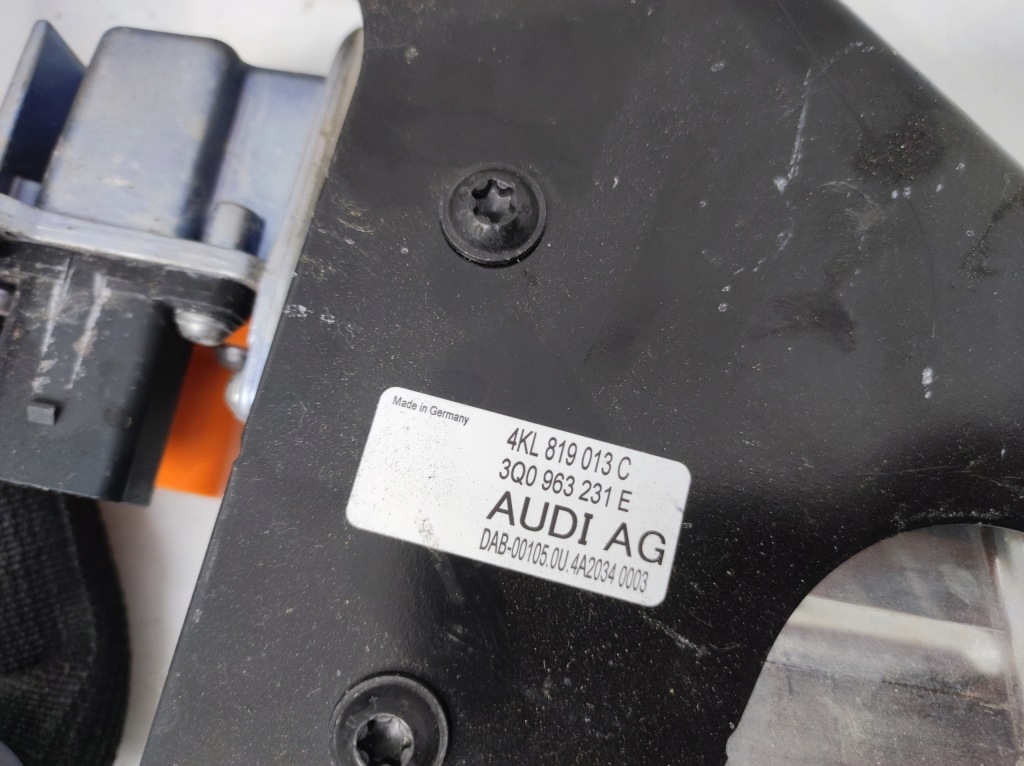 Made in Germany
4KL 819 013 C
3Q0 963 231 E
AUDI AG
DAB-00105.0U.4A2034 0003